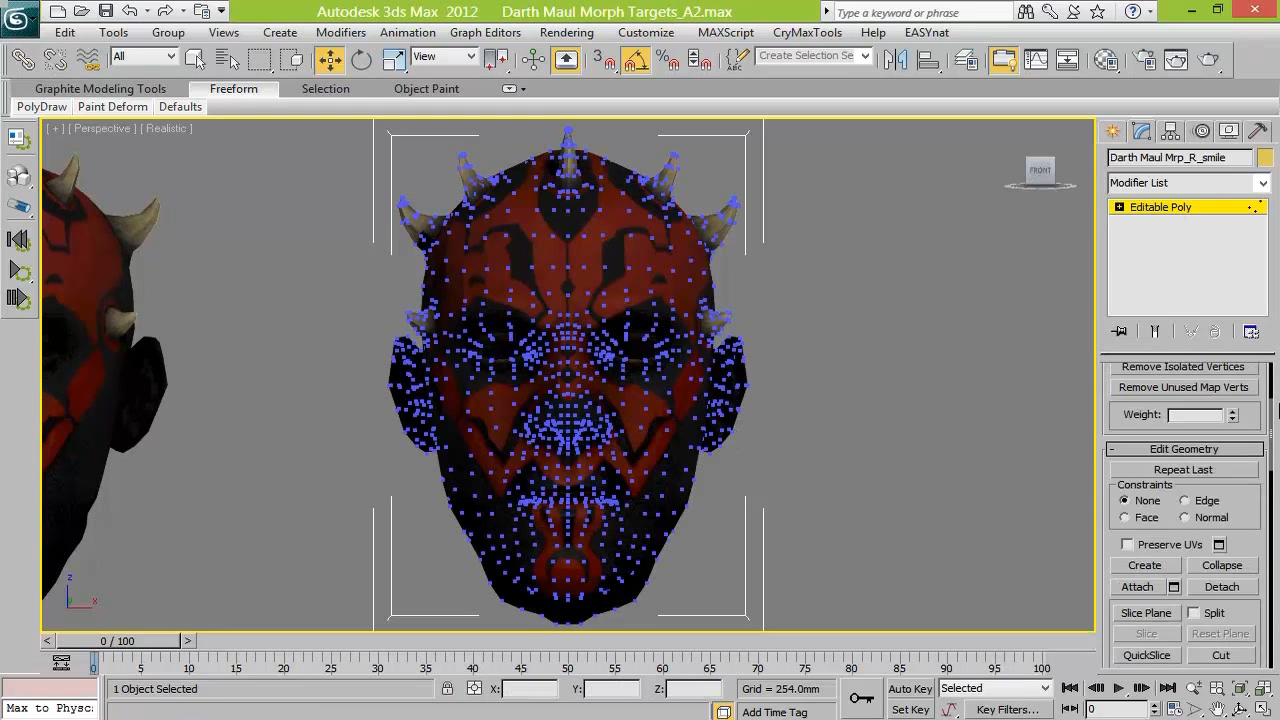 Autodesk 3ds Max 2012 Darth Maul Morph Targets_A2.max
Type a keyword or phrase
Edit Tools Group Views Create Modifiers Animation Graph Editors Rendering Customize MAXScript CryMaxTools Help EASYnat
All View 3 Create Selection Se
Graphite Modeling Tools Freeform Selection Object Paint
PolyDraw Paint Deform Defaults
[ + ] [ Perspective ] [ Realistic ]
FRONT
Darth Maul Mrp_R_smile
Modifier List
Editable Poly
Remove Isolated Vertices
Remove Unused Map Verts
Weight:
Edit Geometry
Repeat Last
Constraints
None Edge
Face Normal
Preserve UVs
Create Collapse
Attach Detach
Slice Plane Split
Slice Reset Plane
QuickSlice Cut
z
x
0 / 100
0 5 10 15 20 25 30 35 40 45 50 55 60 65 70 75 80 85 90 95 100
1 Object Selected X: Y: Z: Grid = 254.0mm Auto Key Selected
Max to Physc Add Time Tag Set Key Key Filters... 0